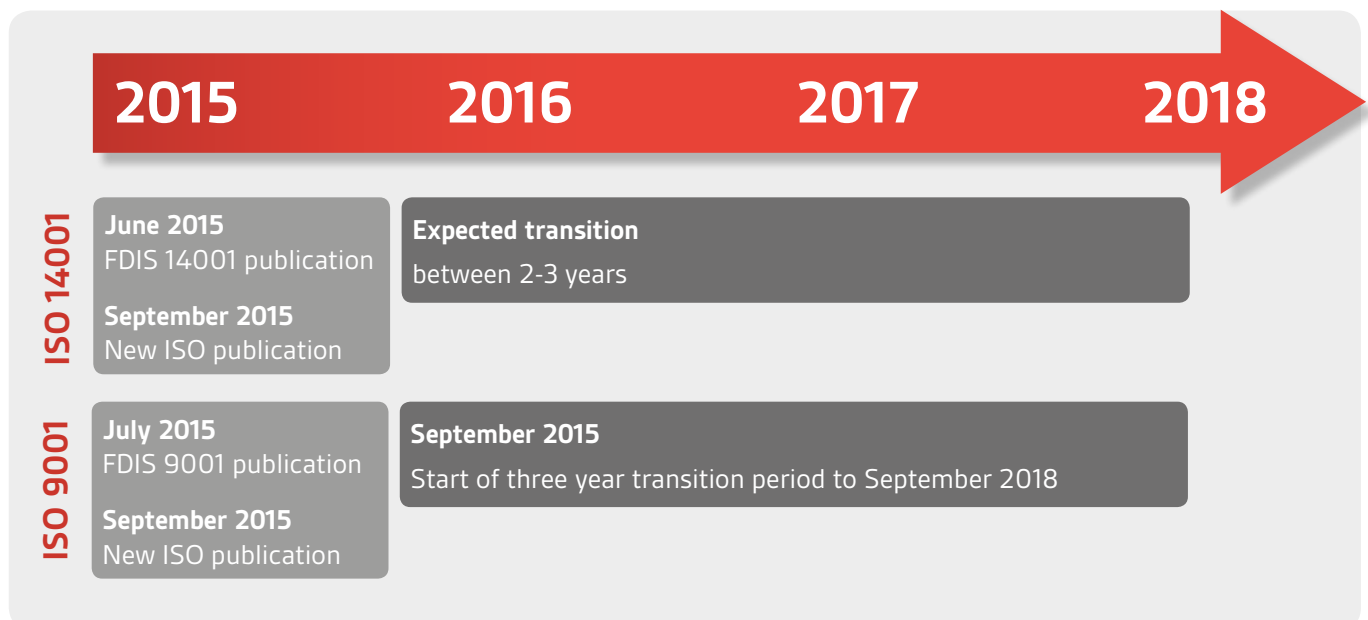 2015 2016 2017 2018
ISO 14001
June 2015
FDIS 14001 publication
September 2015
New ISO publication
Expected transition
between 2-3 years
ISO 9001
July 2015
FDIS 9001 publication
September 2015
New ISO publication
September 2015
Start of three year transition period to September 2018